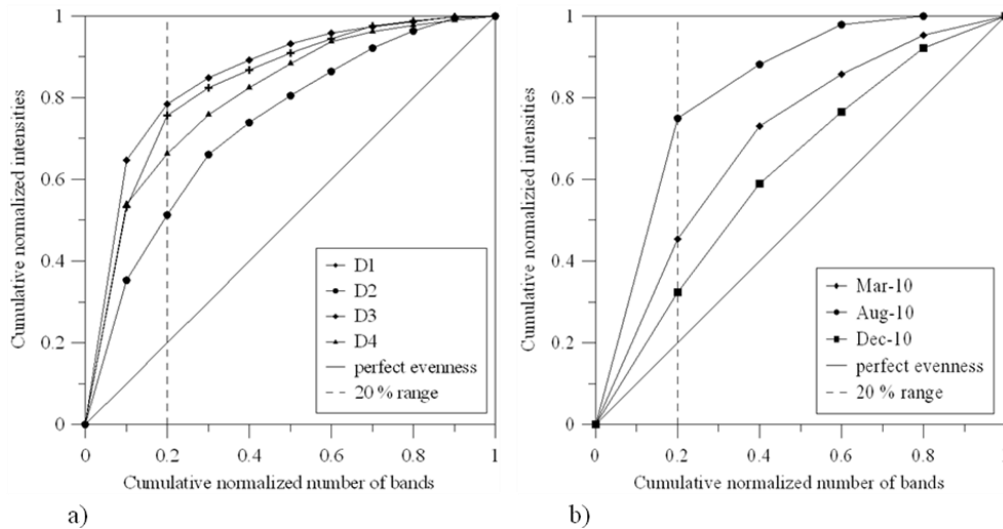 Cumulative normalized intensities
1
0.8
0.6
0.4
0.2
0
0 0.2 0.4 0.6 0.8 1
Cumulative normalized number of bands
D1
D2
D3
D4
perfect evenness
20 % range
a)
Cumulative normalized intensities
1
0.8
0.6
0.4
0.2
0
0 0.2 0.4 0.6 0.8
Cumulative normalized number of bands
Mar-10
Aug-10
Dec-10
perfect evenness
20 % range
b)